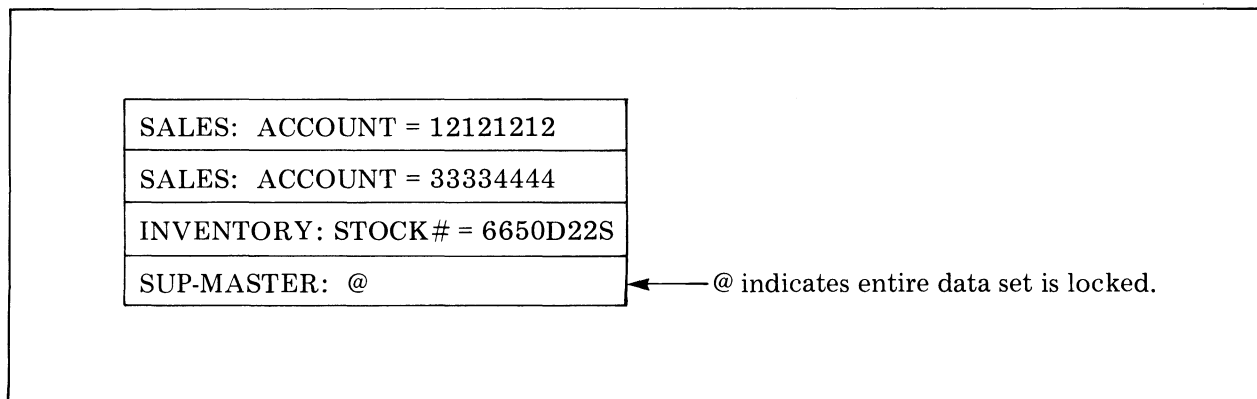 SALES: ACCOUNT = 12121212
SALES: ACCOUNT = 33334444
INVENTORY: STOCK# = 6650D22S
SUP-MASTER: @
@ indicates entire data set is locked.